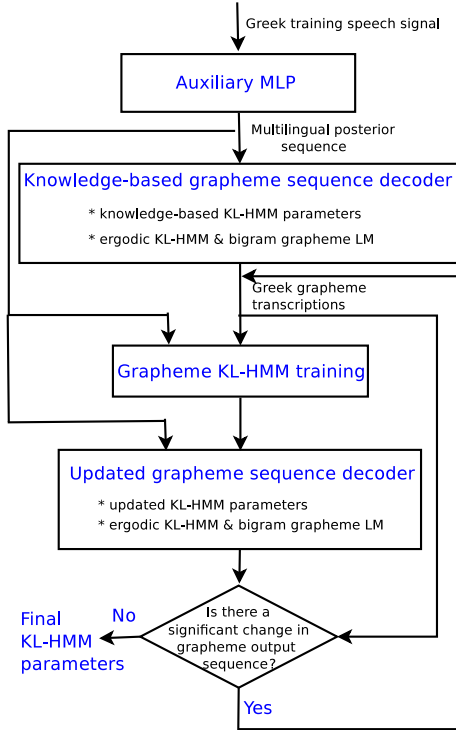 Greek training speech signal
Auxiliary MLP
Multilingual posterior
sequence
Knowledge-based grapheme sequence decoder
* knowledge-based KL-HMM parameters
* ergodic KL-HMM & bigram grapheme LM
Greek grapheme
transcriptions
Grapheme KL-HMM training
Updated grapheme sequence decoder
* updated KL-HMM parameters
* ergodic KL-HMM & bigram grapheme LM
Is there a
significant change in
grapheme output
sequence?
No
Final
KL-HMM
parameters
Yes